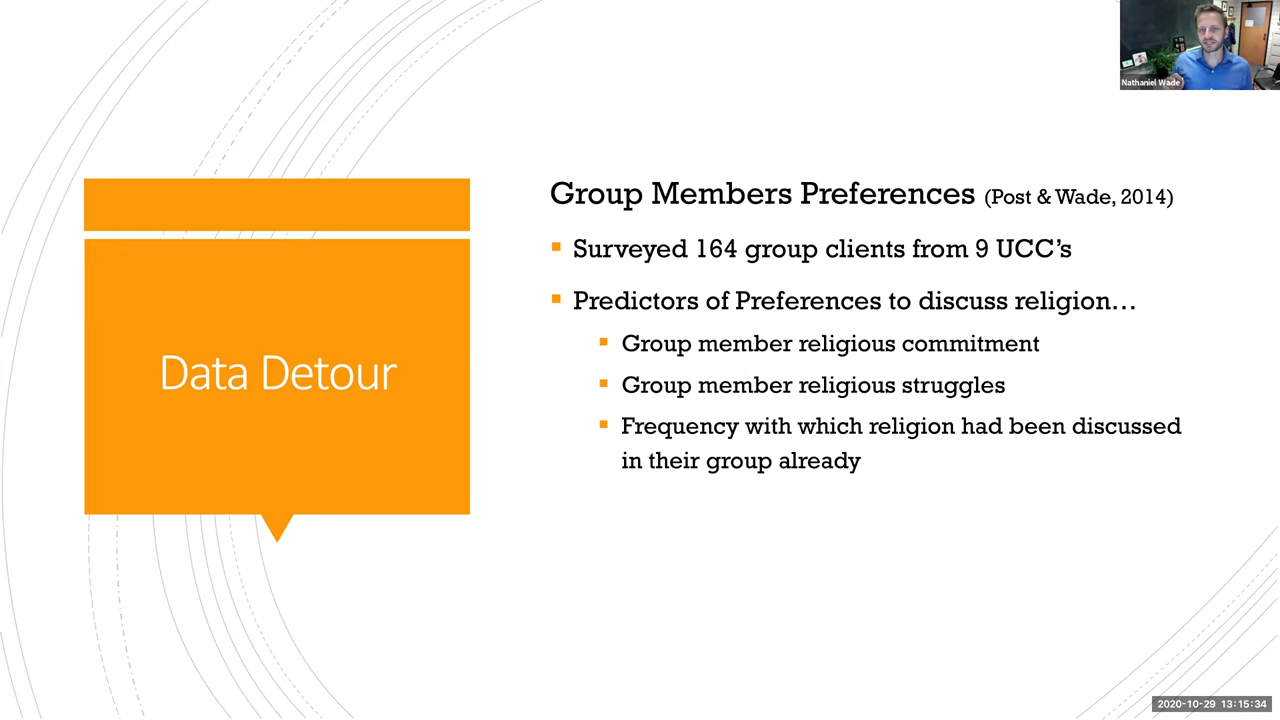 Nathaniel Wade
Group Members Preferences (Post & Wade, 2014)
Surveyed 164 group clients from 9 UCC’s
Predictors of Preferences to discuss religion…
Group member religious commitment
Group member religious struggles
Frequency with which religion had been discussed
in their group already
Data Detour
2020-10-29 13:15:34